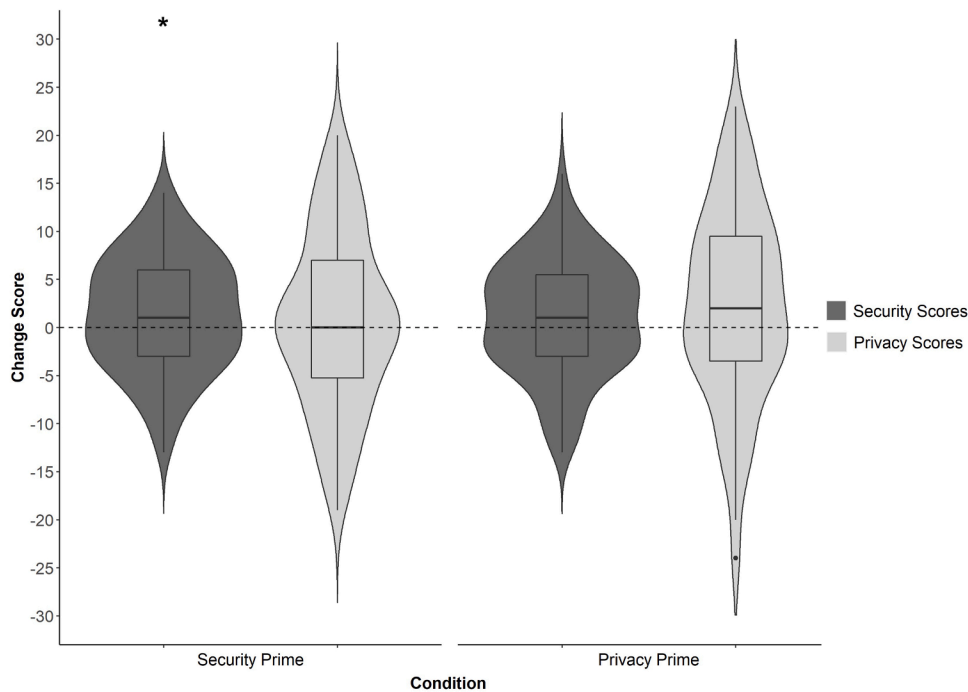 *
30
25
20
15
10
5
0
-5
-10
-15
-20
-25
-30
Change Score
Security Scores
Privacy Scores
Security Prime
Privacy Prime
Condition